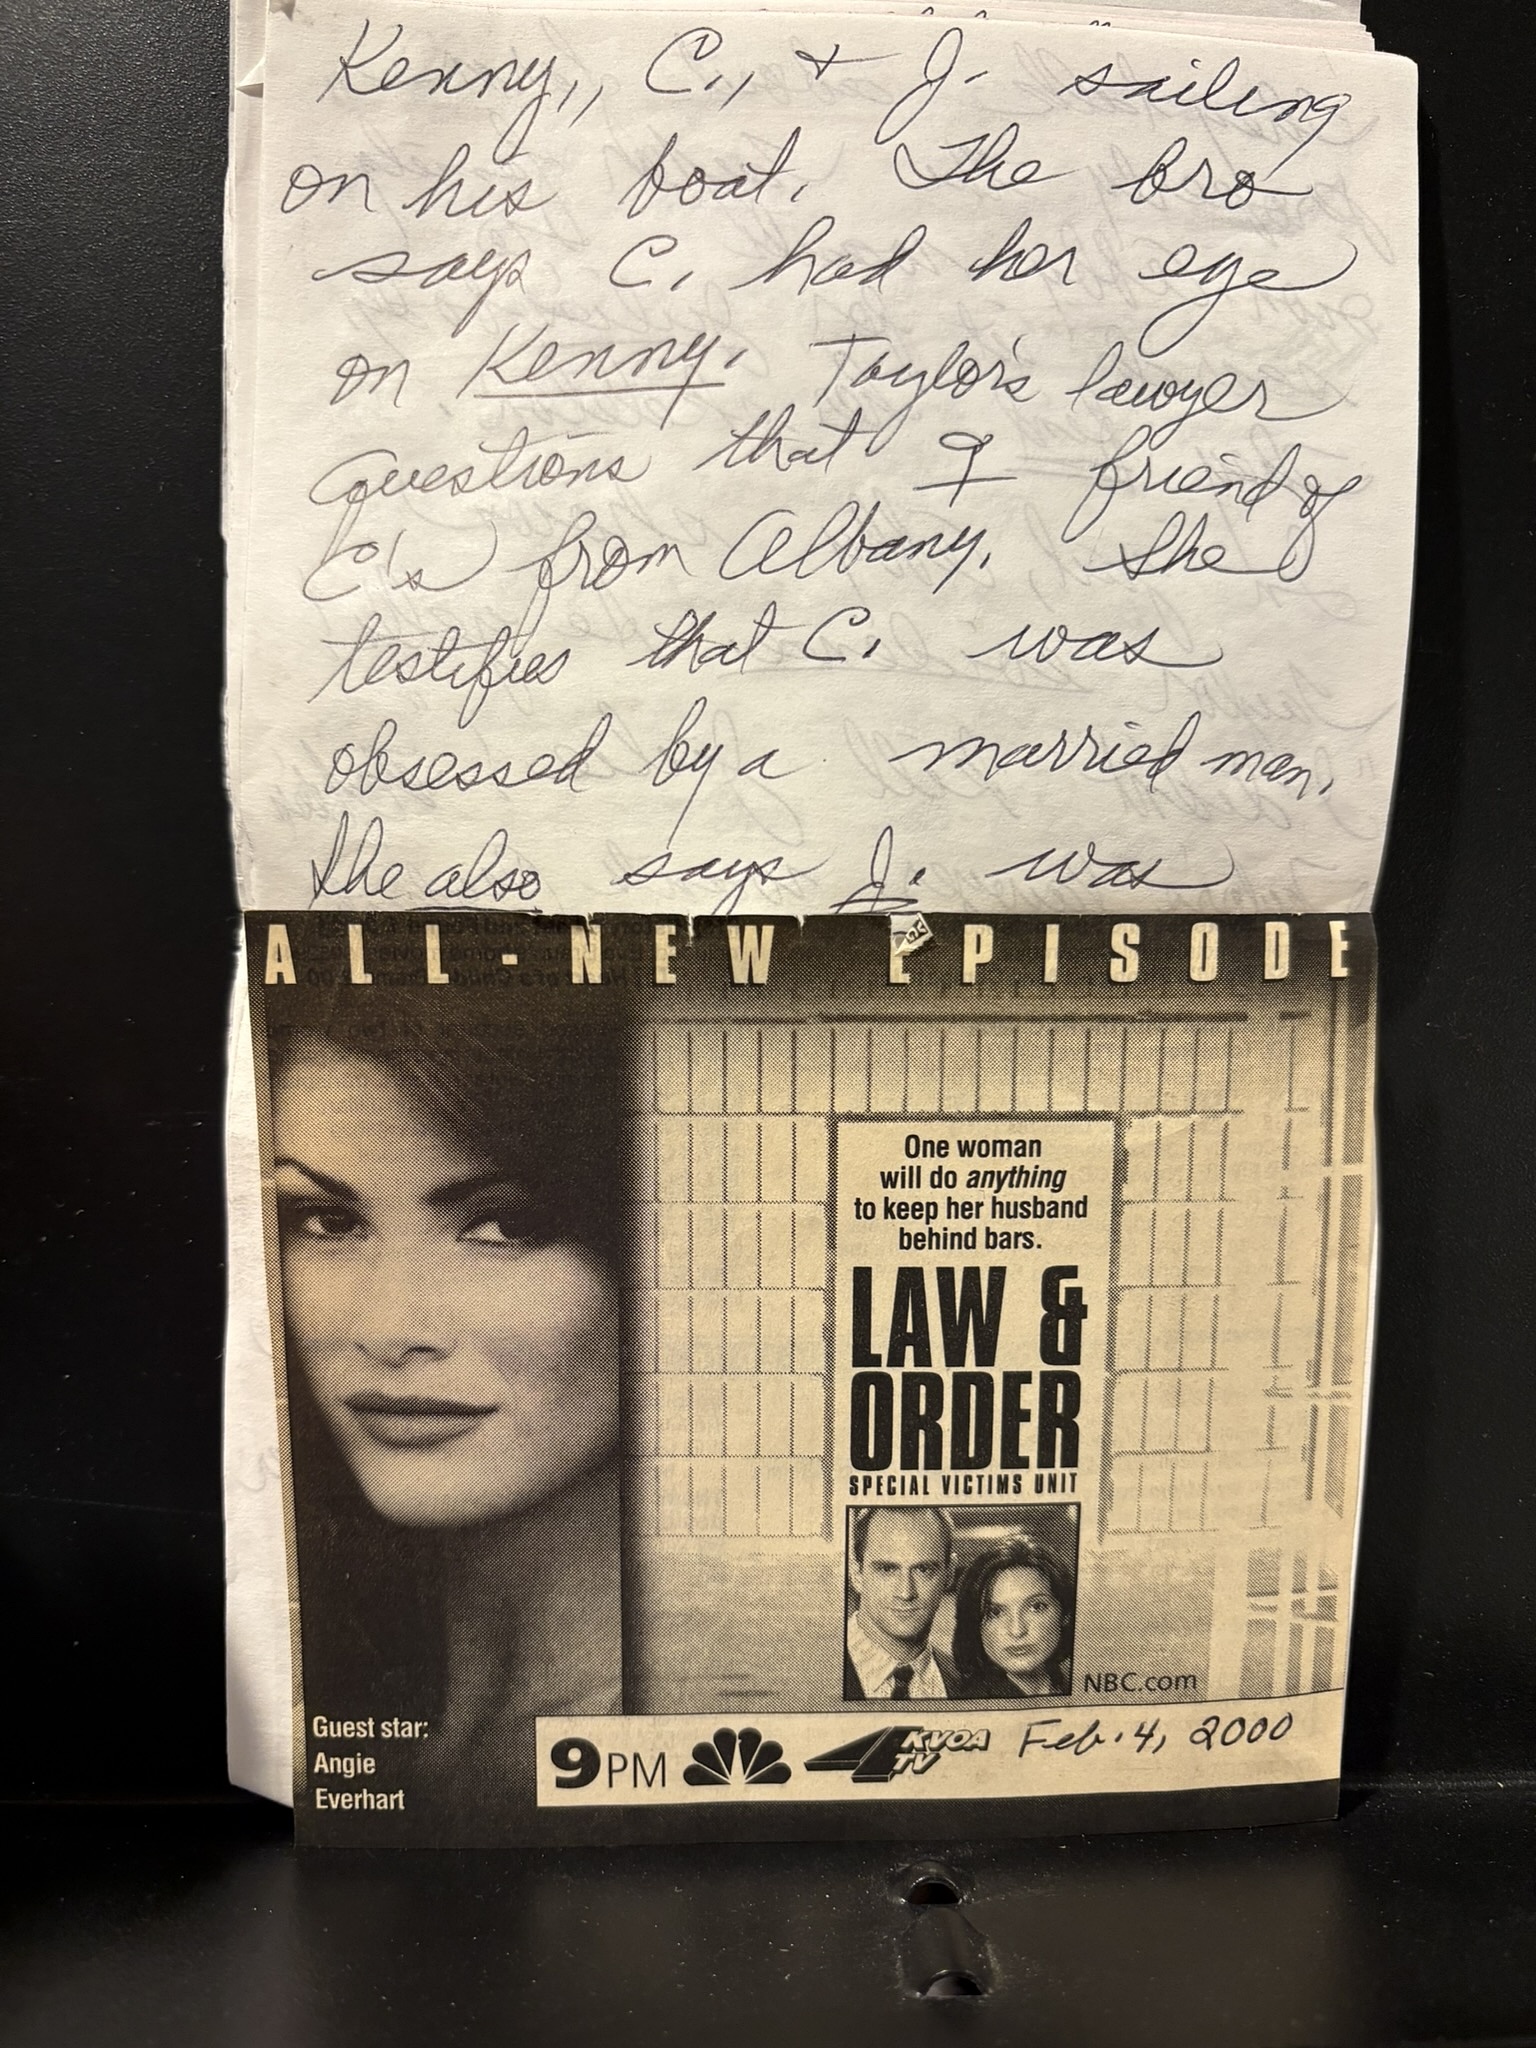 Kenny,, C., + J. sailing
on his boat. The bro
says C. had her eye
on Kenny. Taylor's lawyer
questions that ♀ friend of
C's from Albany. She
testifies that C. was
obsessed by a married man.
She also says J. was
ALL-NEW EPISODE
One woman
will do anything
to keep her husband
behind bars.
LAW &
ORDER
SPECIAL VICTIMS UNIT
NBC.com
Guest star:
Angie
Everhart
9PM 4 KVOA TV Feb. 4, 2000